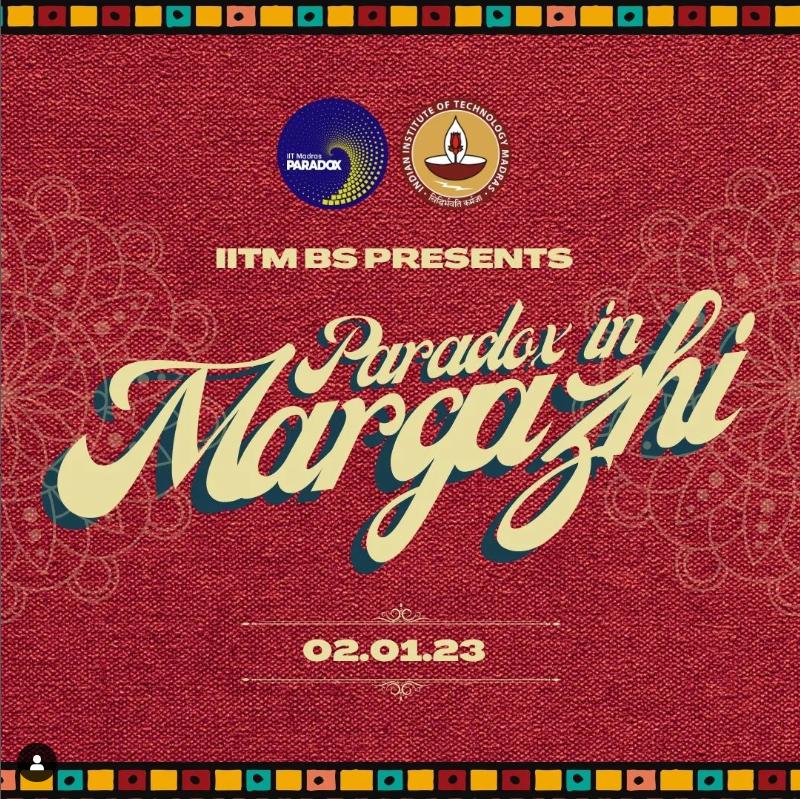 IIT Madras
PARADOX
INDIAN INSTITUTE OF TECHNOLOGY MADRAS
सिद्धिर्भवति कर्मजा
IITM BS PRESENTS
Paradox in
Margazhi
02.01.23